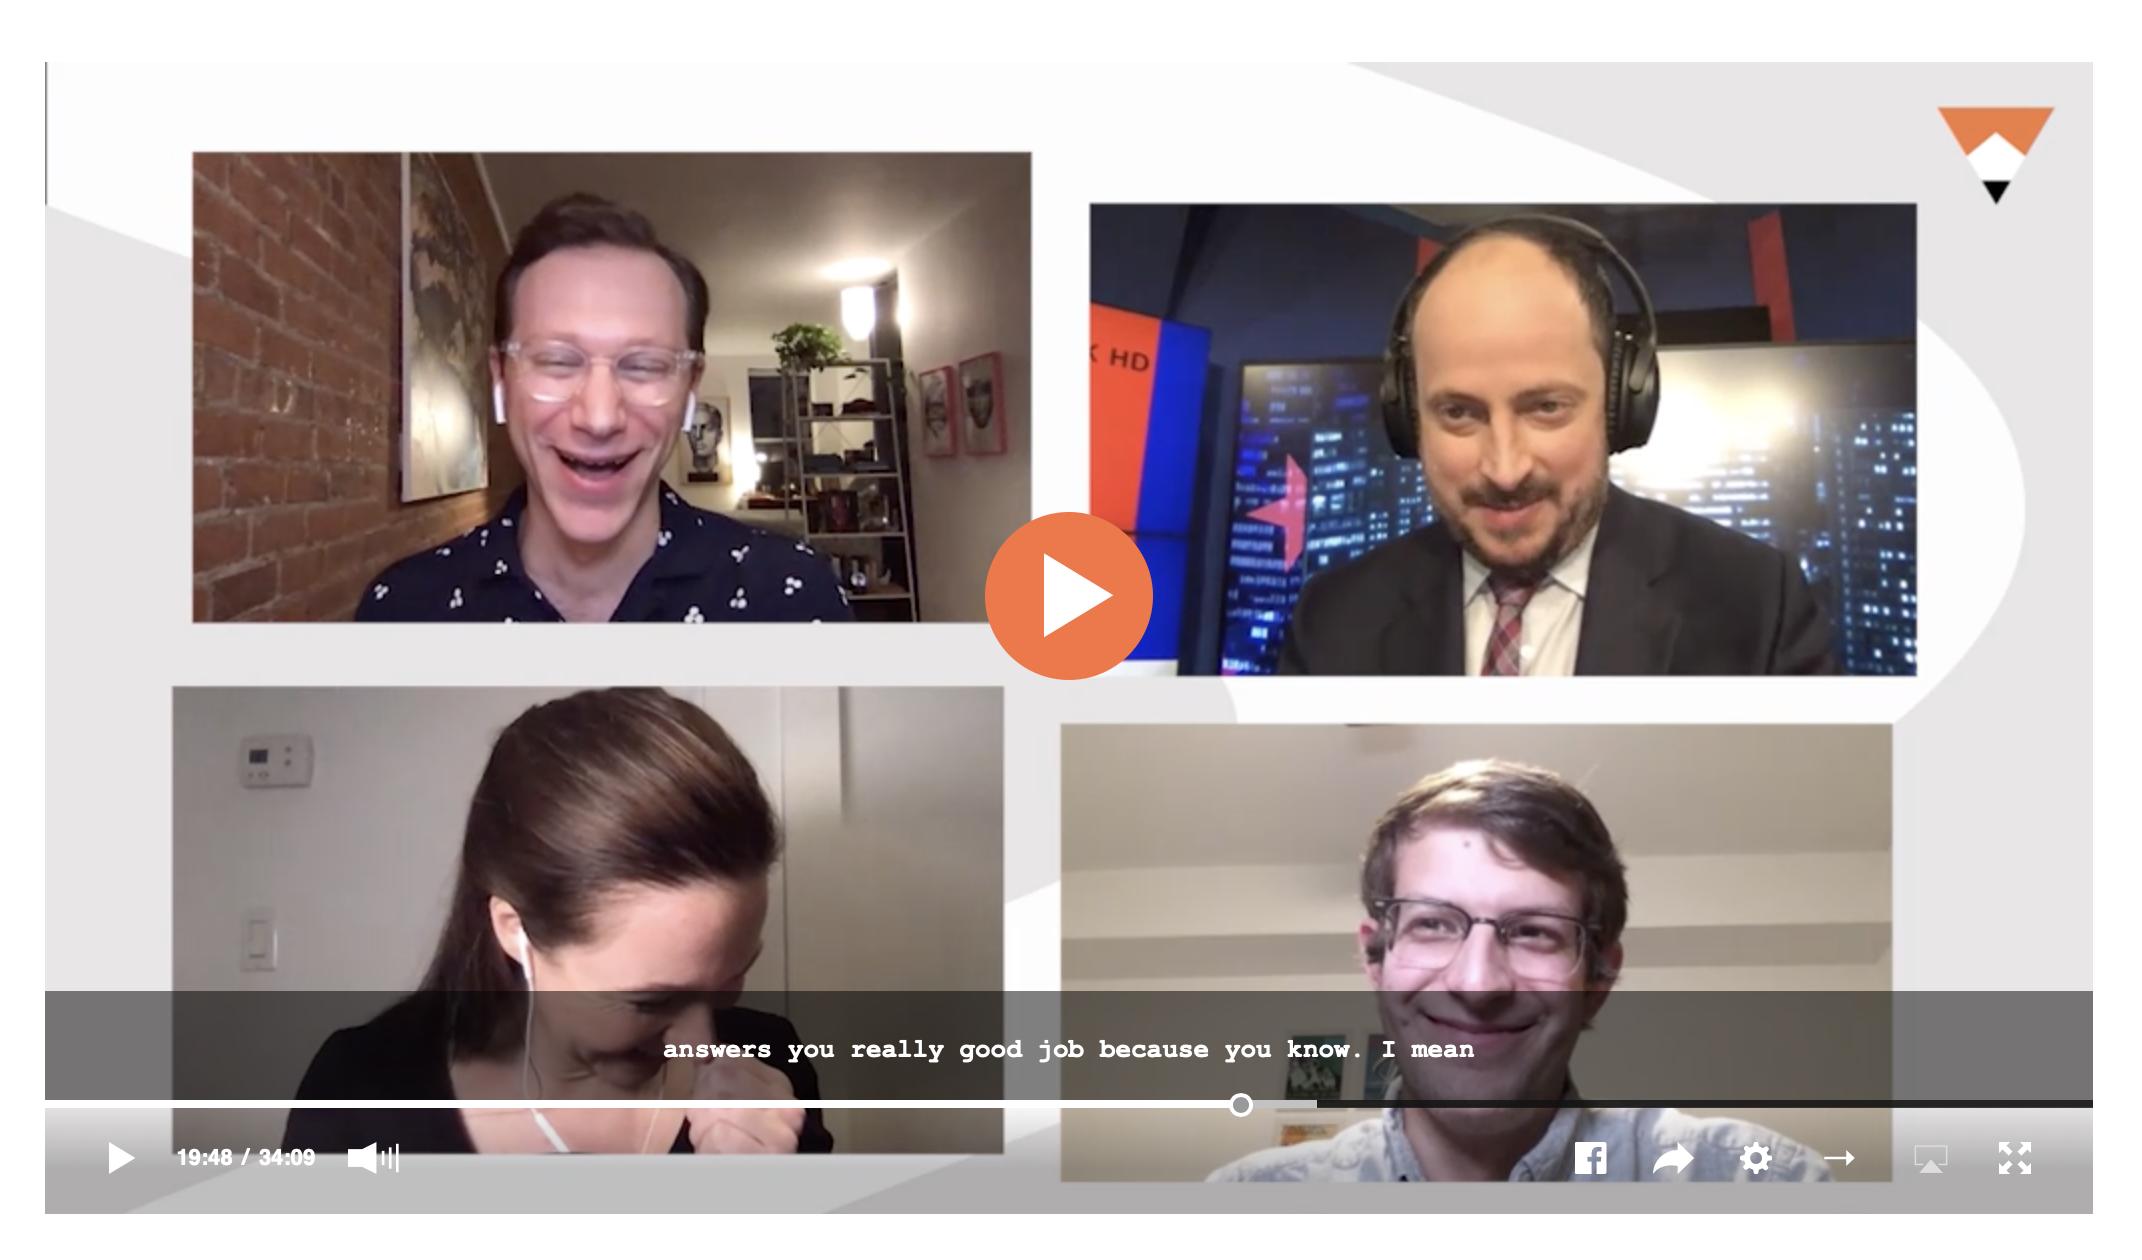 K HD
answers you really good job because you know. I mean
19:48 / 34:09